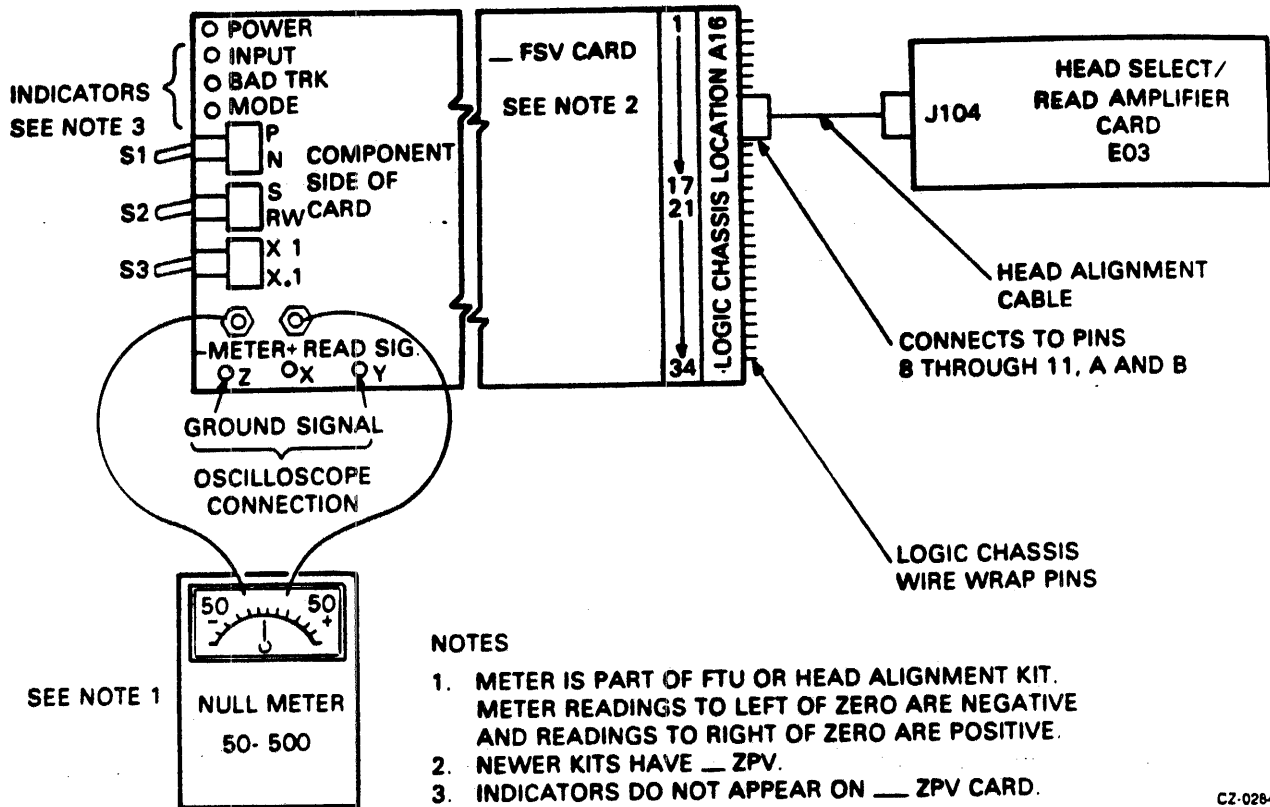 POWER
INPUT
BAD TRK
MODE
INDICATORS
SEE NOTE 3
S1
P
N
S2
S
RW
S3
X 1
X.1
COMPONENT
SIDE OF
CARD
-METER+ READ SIG.
Z
X
Y
GROUND SIGNAL
OSCILLOSCOPE
CONNECTION
__ FSV CARD
SEE NOTE 2
1
17
21
34
LOGIC CHASSIS LOCATION A16
J104
HEAD SELECT/
READ AMPLIFIER
CARD
E03
HEAD ALIGNMENT
CABLE
CONNECTS TO PINS
8 THROUGH 11, A AND B
LOGIC CHASSIS
WIRE WRAP PINS
SEE NOTE 1
50 50
- +
0
NULL METER
50-500
NOTES
1. METER IS PART OF FTU OR HEAD ALIGNMENT KIT.
METER READINGS TO LEFT OF ZERO ARE NEGATIVE
AND READINGS TO RIGHT OF ZERO ARE POSITIVE.
2. NEWER KITS HAVE __ ZPV.
3. INDICATORS DO NOT APPEAR ON __ ZPV CARD.